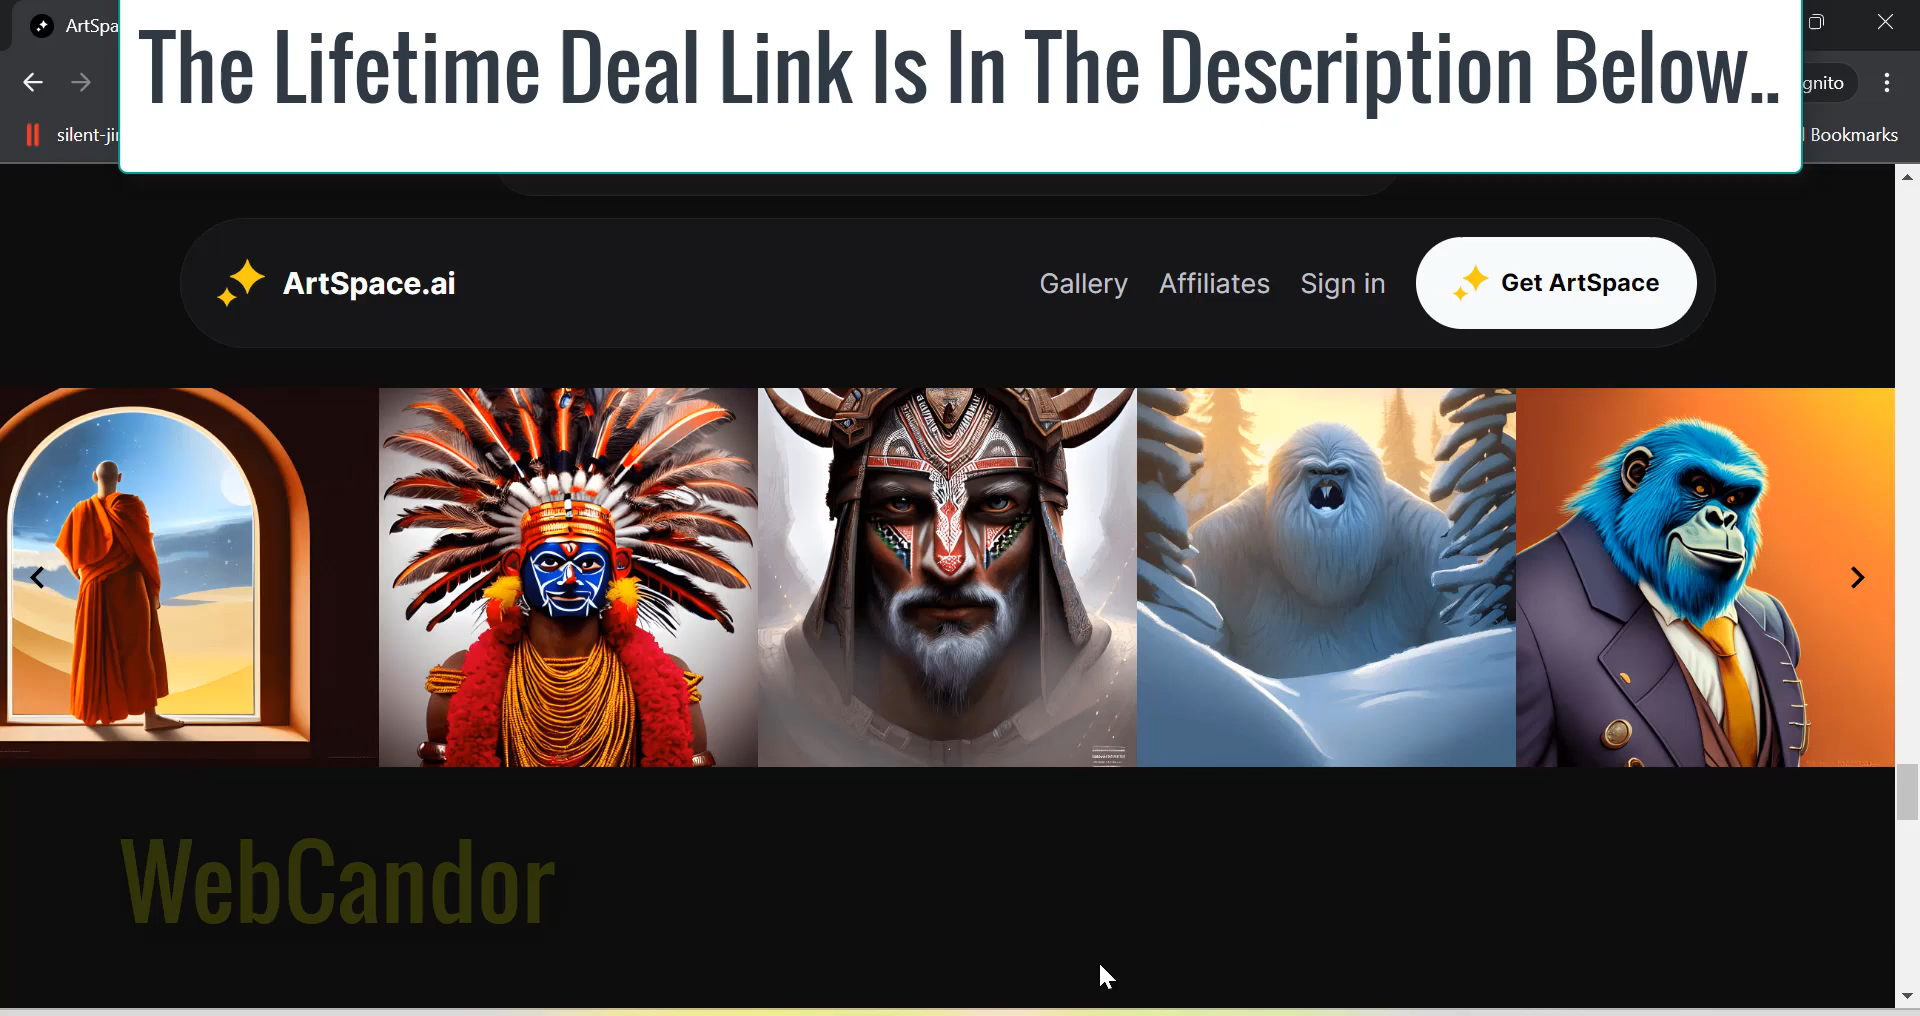 ArtSpa
The Lifetime Deal Link Is In The Description Below..
gnito
silent-ji
Bookmarks
ArtSpace.ai
Gallery
Affiliates
Sign in
Get ArtSpace
WebCandor